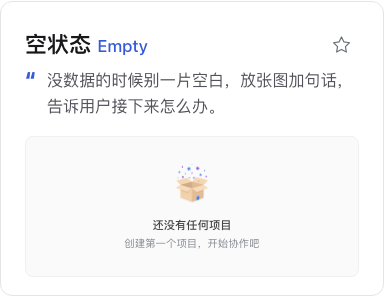 空状态 Empty
“ 没数据的时候别一片空白，放张图加句话，
告诉用户接下来怎么办。
还没有任何项目
创建第一个项目，开始协作吧